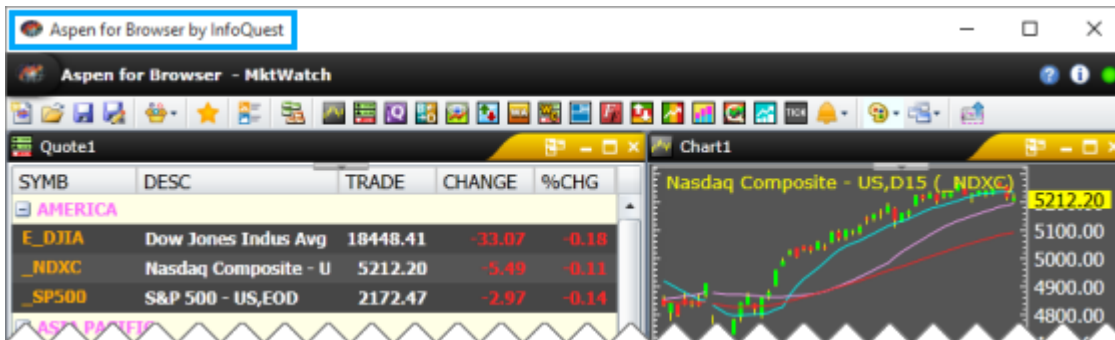 Aspen for Browser by InfoQuest
Aspen for Browser - MktWatch
Quote1
SYMB DESC TRADE CHANGE %CHG
AMERICA
E_DJIA Dow Jones Indus Avg 18448.41 -33.07 -0.18
_NDXC Nasdaq Composite - U 5212.20 -5.49 -0.11
_SP500 S&P 500 - US,EOD 2172.47 -2.97 -0.14
ASIA PACIFIC
Chart1
Nasdaq Composite - US,D15 (_NDXC)
5212.20
5100.00
5000.00
4900.00
4800.00